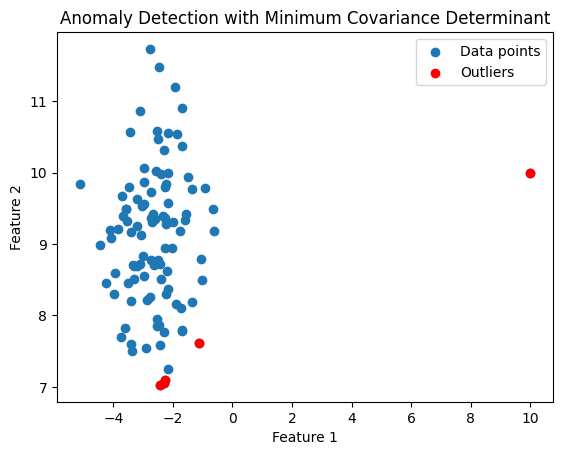 Anomaly Detection with Minimum Covariance Determinant
Data points
Outliers
11
10
9
8
7
Feature 2
−4
−2
0
2
4
6
8
10
Feature 1